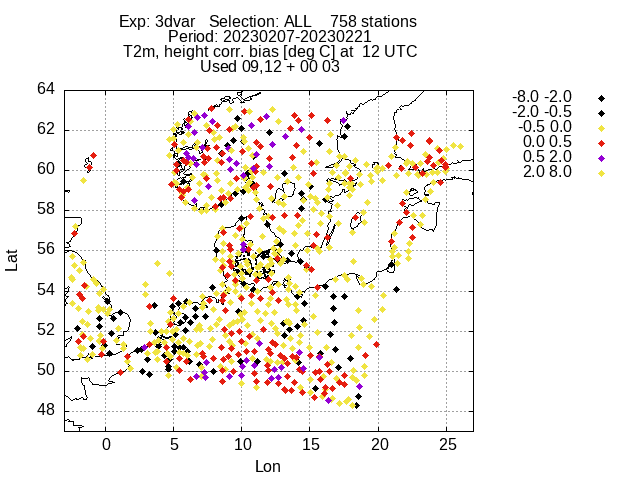 Exp: 3dvar Selection: ALL 758 stations
Period: 20230207-20230221
T2m, height corr. bias [deg C] at 12 UTC
Used 09,12 + 00 03
64
62
60
58
56
54
52
50
48
Lat
0 5 10 15 20 25
Lon
-8.0 -2.0
-2.0 -0.5
-0.5 0.0
0.0 0.5
0.5 2.0
2.0 8.0